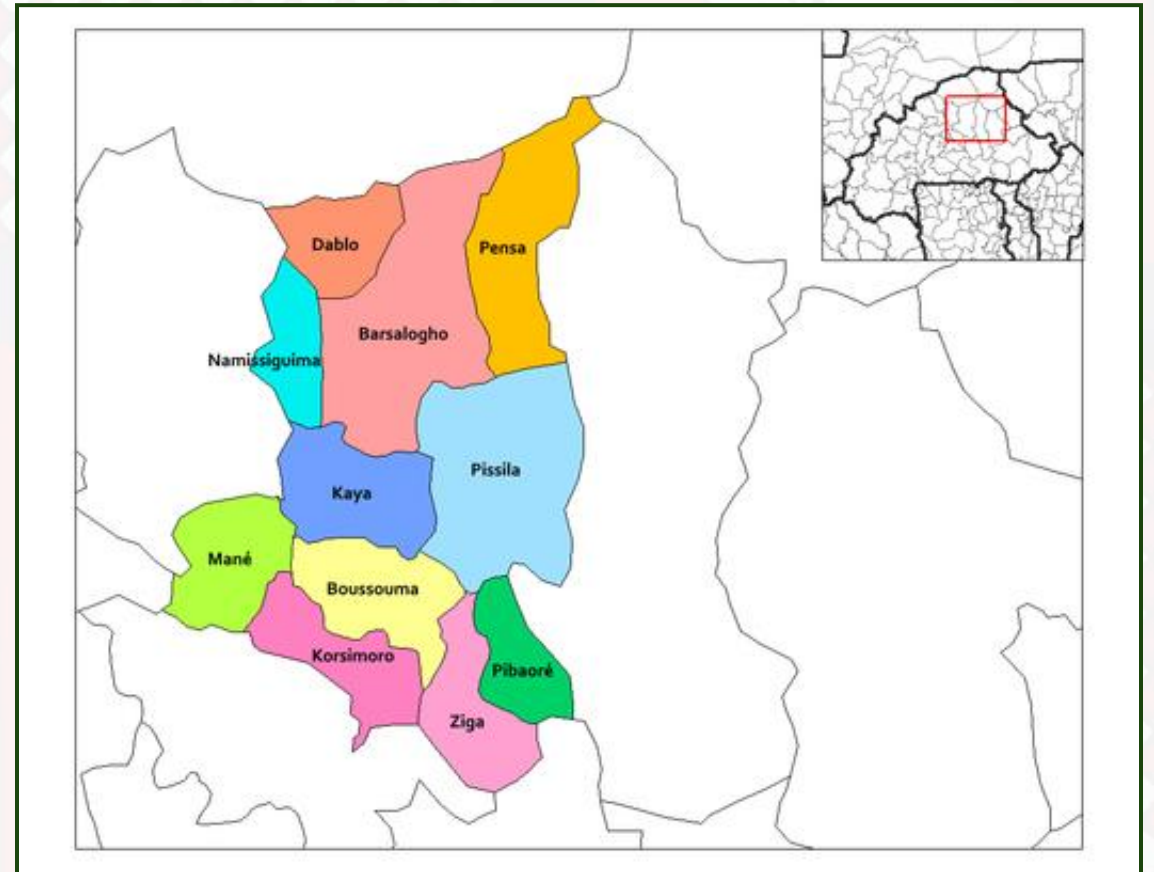 Dablo
Pensa
Barsalogho
Namissiguima
Pissila
Kaya
Mané
Boussouma
Korsimoro
Pibaoré
Ziga